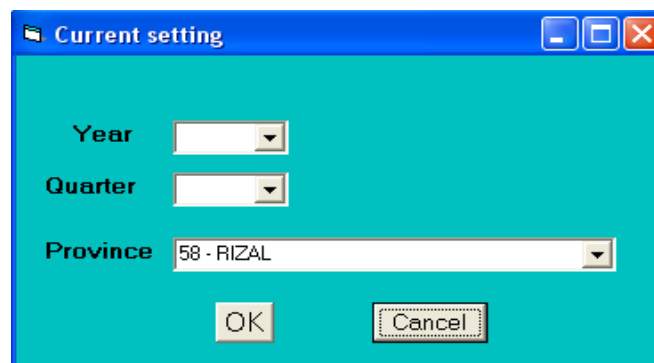 Current setting
Year
Quarter
Province 58 - RIZAL
OK Cancel